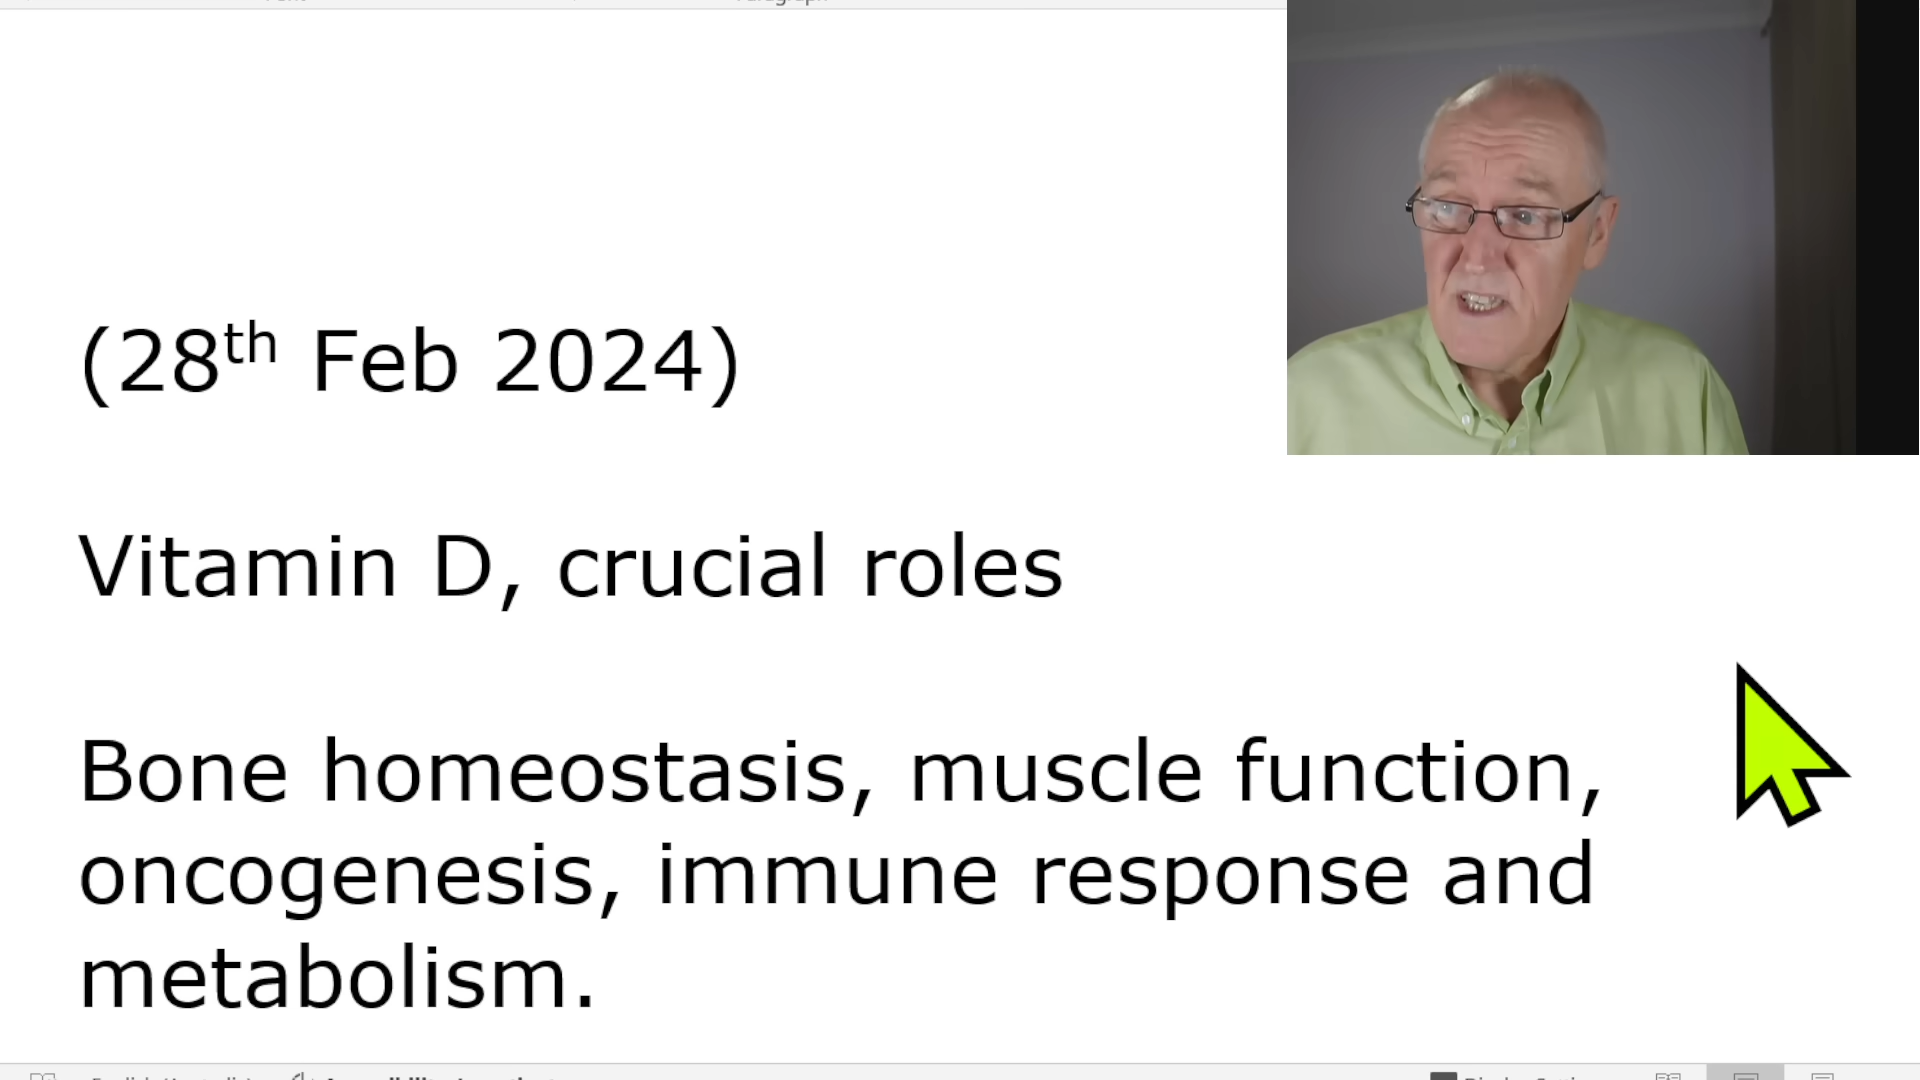 (28th Feb 2024)
Vitamin D, crucial roles
Bone homeostasis, muscle function,
oncogenesis, immune response and
metabolism.